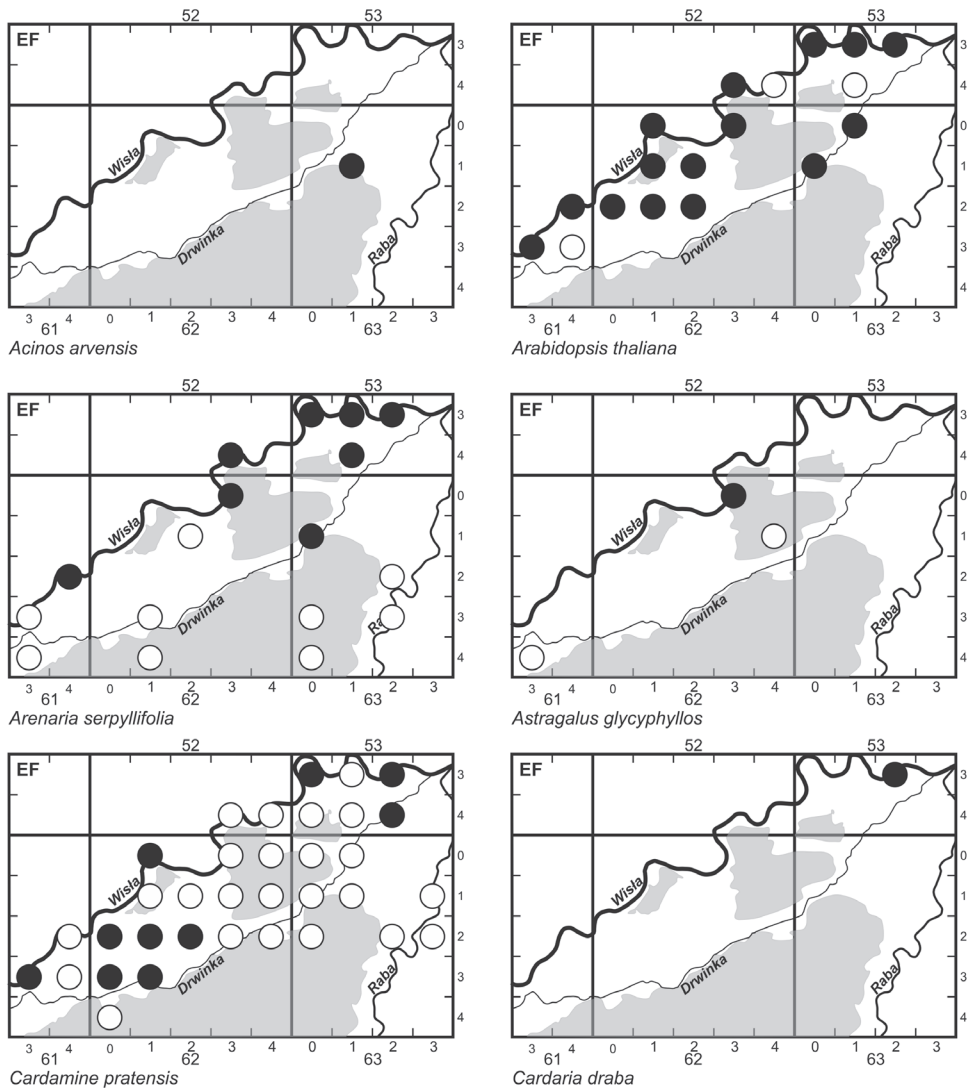 52 53
EF 3
4
0
Wisła 1
2
Drwinka Raba 3
4
3 4 0 1 2 3 4 0 1 2 3
61 62 63
Acinos arvensis
52 53
EF 3
4
0
Wisła 1
2
Drwinka Raba 3
4
3 4 0 1 2 3 4 0 1 2 3
61 62 63
Arabidopsis thaliana
52 53
EF 3
4
0
Wisła 1
2
Drwinka 3
4
3 4 0 1 2 3 4 0 1 2 3
61 62 63
Arenaria serpyllifolia
52 53
EF 3
4
0
Wisła 1
2
Drwinka Raba 3
4
3 4 0 1 2 3 4 0 1 2 3
61 62 63
Astragalus glycyphyllos
52 53
EF 3
4
0
Wisła 1
2
Drwinka Raba 3
4
3 4 0 1 2 3 4 0 1 2 3
61 62 63
Cardamine pratensis
52 53
EF 3
4
0
Wisła 1
2
Drwinka Raba 3
4
3 4 0 1 2 3 4 0 1 2 3
61 62 63
Cardaria draba